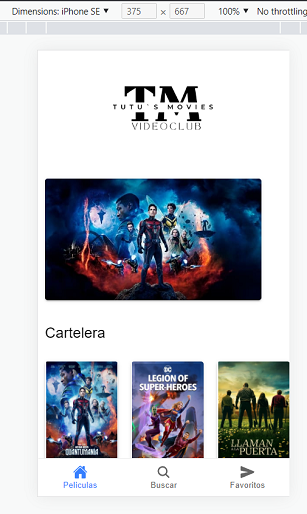 Dimensions: iPhone SE ▼ 375 × 667 100% ▼ No throttling
TM
TUTU´S MOVIES
VIDEOCLUB
Cartelera
QUANTUMANIA
DC
LEGION OF
SUPER-HEROES
LLAMAN
A LA
PUERTA
Peliculas Buscar Favoritos